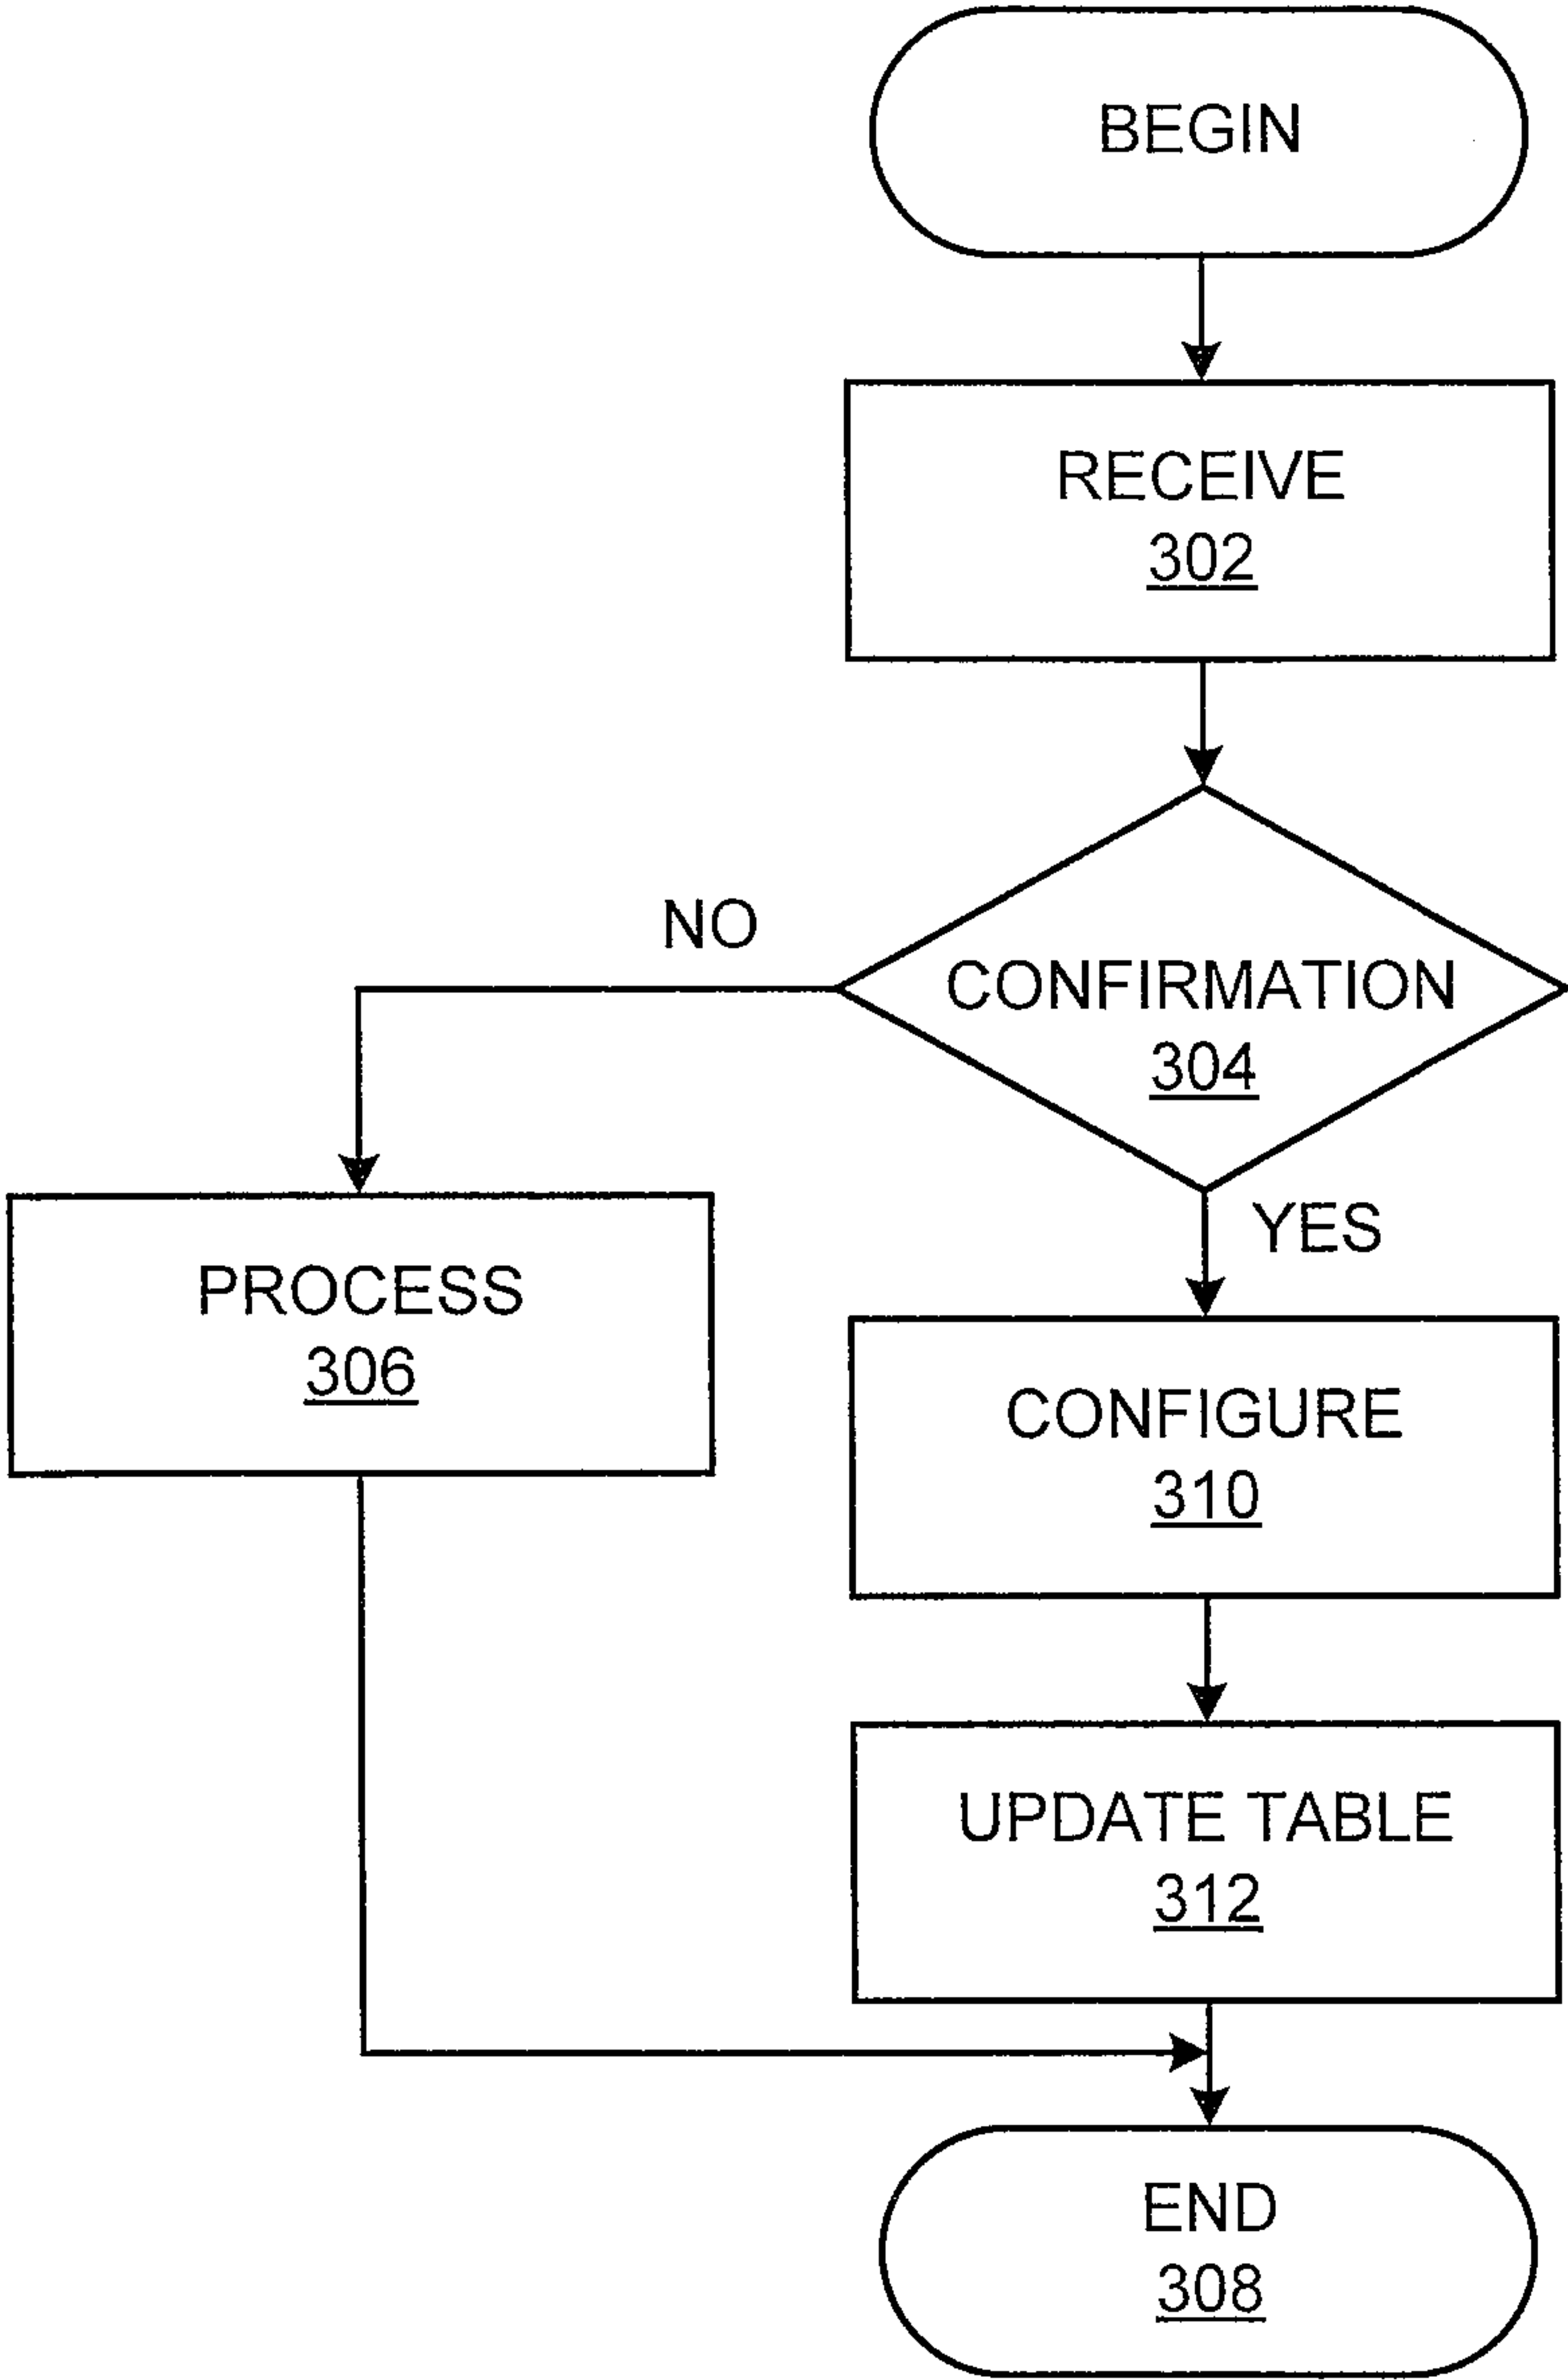 BEGIN
RECEIVE
302
NO
CONFIRMATION
304
YES
PROCESS
306
CONFIGURE
310
UPDATE TABLE
312
END
308